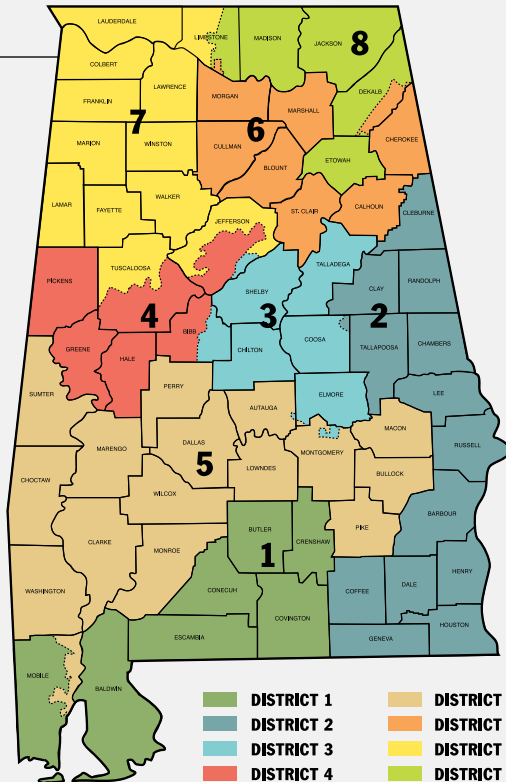 LAUDERDALE
LIMESTONE
MADISON
JACKSON
8
COLBERT
LAWRENCE
FRANKLIN
MORGAN
MARSHALL
DEKALB
7
6
MARION
WINSTON
CULLMAN
CHEROKEE
BLOUNT
ETOWAH
LAMAR
WALKER
FAYETTE
ST. CLAIR
CALHOUN
CLEBURNE
JEFFERSON
TUSCALOOSA
TALLADEGA
PICKENS
SHELBY
CLAY
RANDOLPH
4
3
2
GREENE
HALE
BIBB
CHILTON
COOSA
TALLAPOOSA
CHAMBERS
PERRY
SUMTER
AUTAUGA
ELMORE
LEE
MACON
MARENGO
DALLAS
MONTGOMERY
RUSSELL
5
LOWNDES
BULLOCK
CHOCTAW
WILCOX
BUTLER
CRENSHAW
PIKE
BARBOUR
CLARKE
MONROE
1
WASHINGTON
CONECUH
COFFEE
DALE
HENRY
COVINGTON
ESCAMBIA
GENEVA
HOUSTON
MOBILE
BALDWIN
DISTRICT 1
DISTRICT
DISTRICT 2
DISTRICT
DISTRICT 3
DISTRICT
DISTRICT 4
DISTRICT